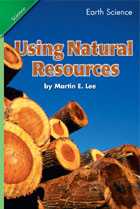 Science
Earth Science
Using Natural
Resources
by Martin E. Lee